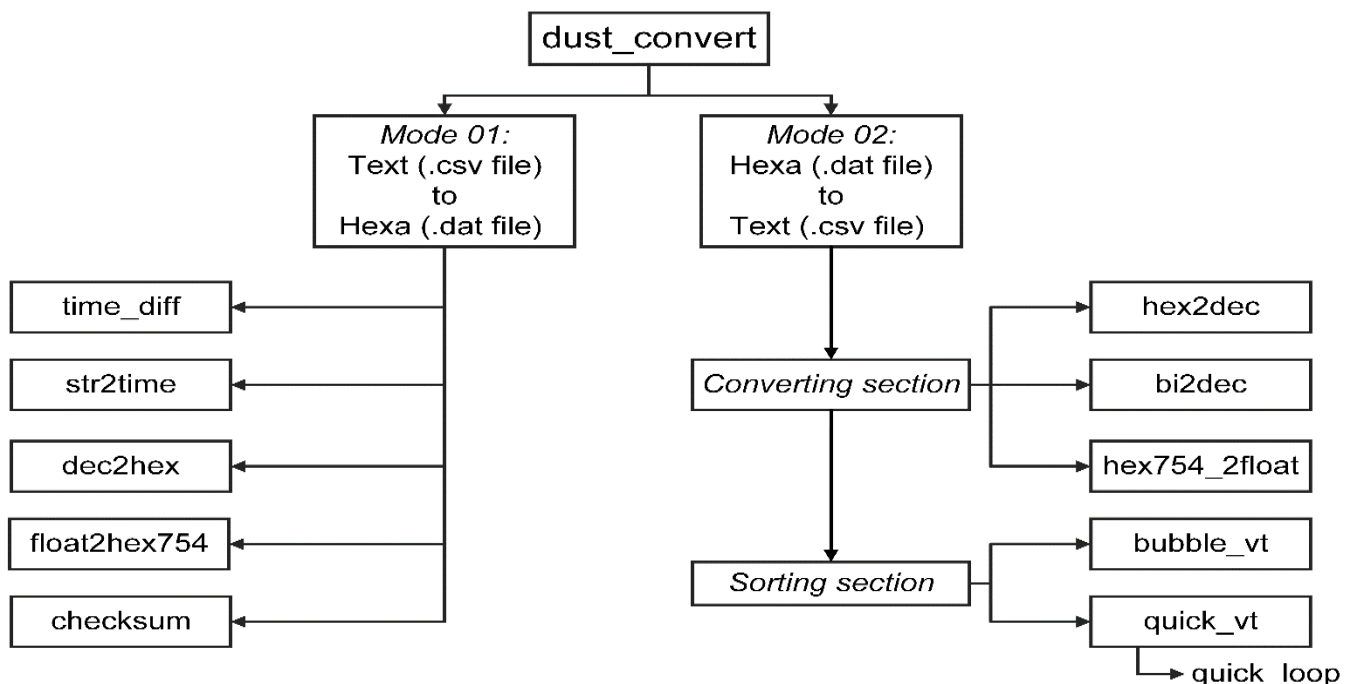 dust_convert
Mode 01:
Text (.csv file)
to
Hexa (.dat file)
Mode 02:
Hexa (.dat file)
to
Text (.csv file)
time_diff
str2time
dec2hex
float2hex754
checksum
Converting section
hex2dec
bi2dec
hex754_2float
Sorting section
bubble_vt
quick_vt
quick_loop